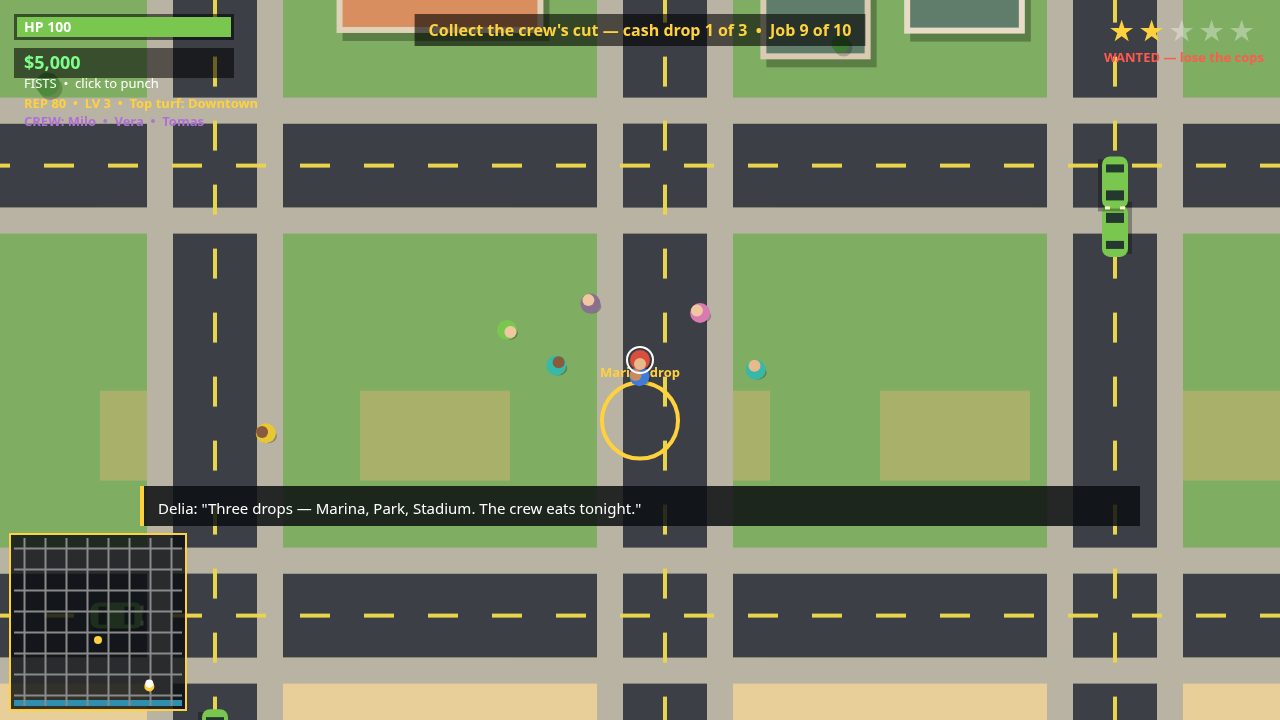 HP 100
Collect the crew's cut — cash drop 1 of 3 • Job 9 of 10
$5,000
WANTED — lose the cops
FISTS • click to punch
REP 80 • LV 3 • Top turf: Downtown
CREW: Milo • Vera • Tomas
drop
Delia: "Three drops — Marina, Park, Stadium. The crew eats tonight."